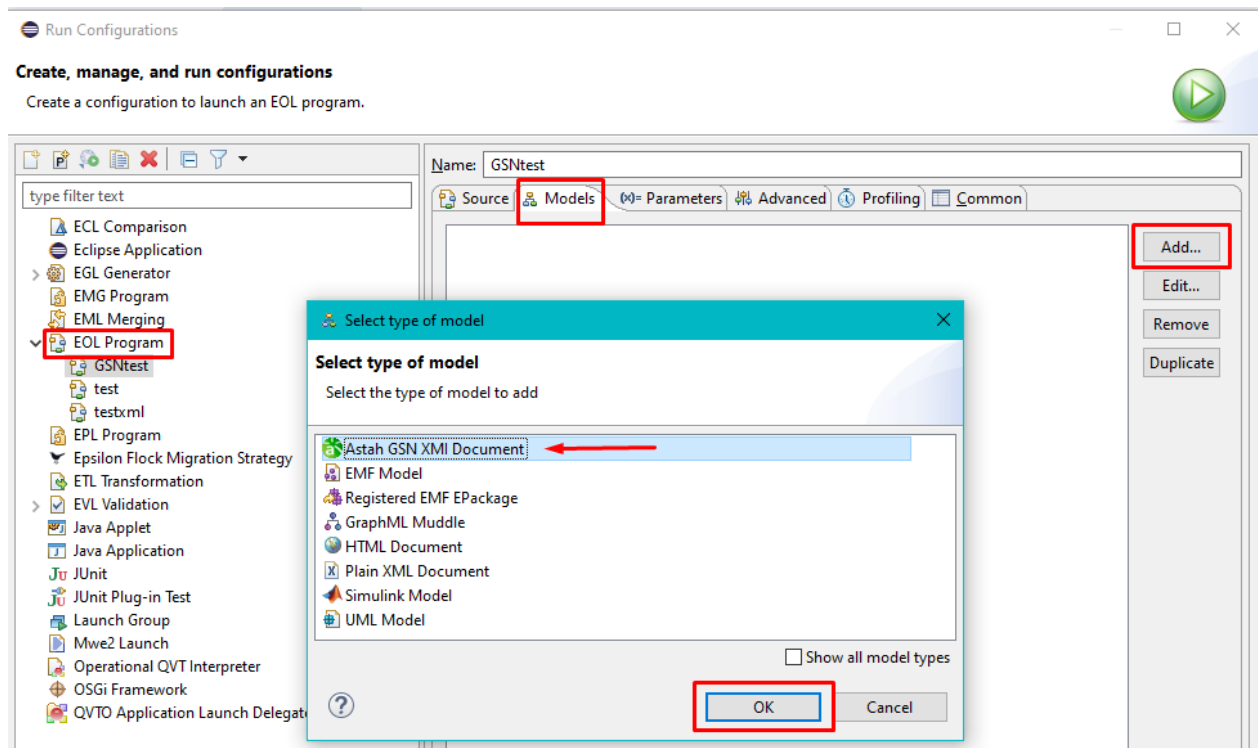 Run Configurations
Create, manage, and run configurations
Create a configuration to launch an EOL program.
type filter text
ECL Comparison
Eclipse Application
EGL Generator
EMG Program
EML Merging
EOL Program
GSNtest
test
testxml
EPL Program
Epsilon Flock Migration Strategy
ETL Transformation
EVL Validation
Java Applet
Java Application
JUnit
JUnit Plug-in Test
Launch Group
Mwe2 Launch
Operational QVT Interpreter
OSGi Framework
QVTO Application Launch Delegat
Name: GSNtest
Source Models (x)= Parameters Advanced Profiling Common
Add...
Edit...
Remove
Duplicate
Select type of model
Select type of model
Select the type of model to add
Astah GSN XMI Document
EMF Model
Registered EMF EPackage
GraphML Muddle
HTML Document
Plain XML Document
Simulink Model
UML Model
Show all model types
OK Cancel